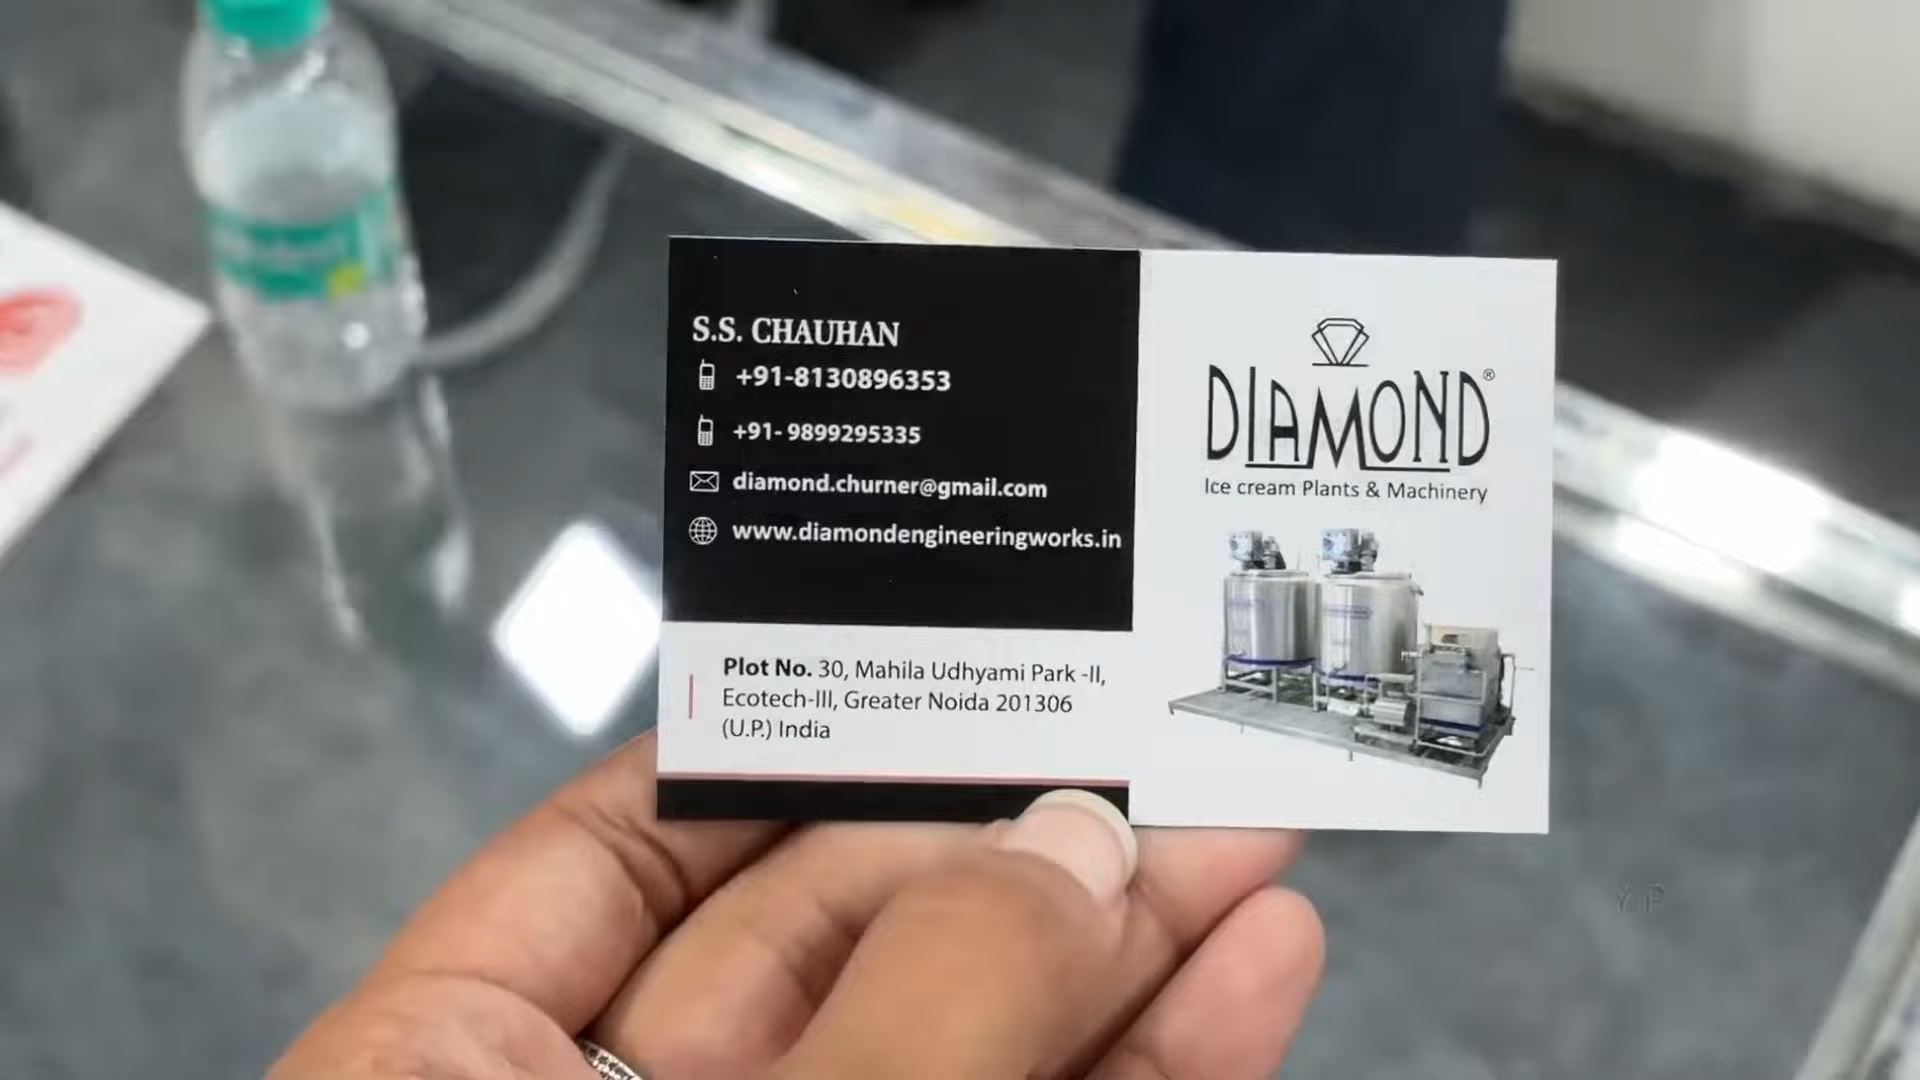 S.S. CHAUHAN
+91-8130896353
+91- 9899295335
diamond.churner@gmail.com
www.diamondengineeringworks.in
Plot No. 30, Mahila Udhyami Park -II,
Ecotech-III, Greater Noida 201306
(U.P.) India
DIAMOND®
Ice cream Plants & Machinery